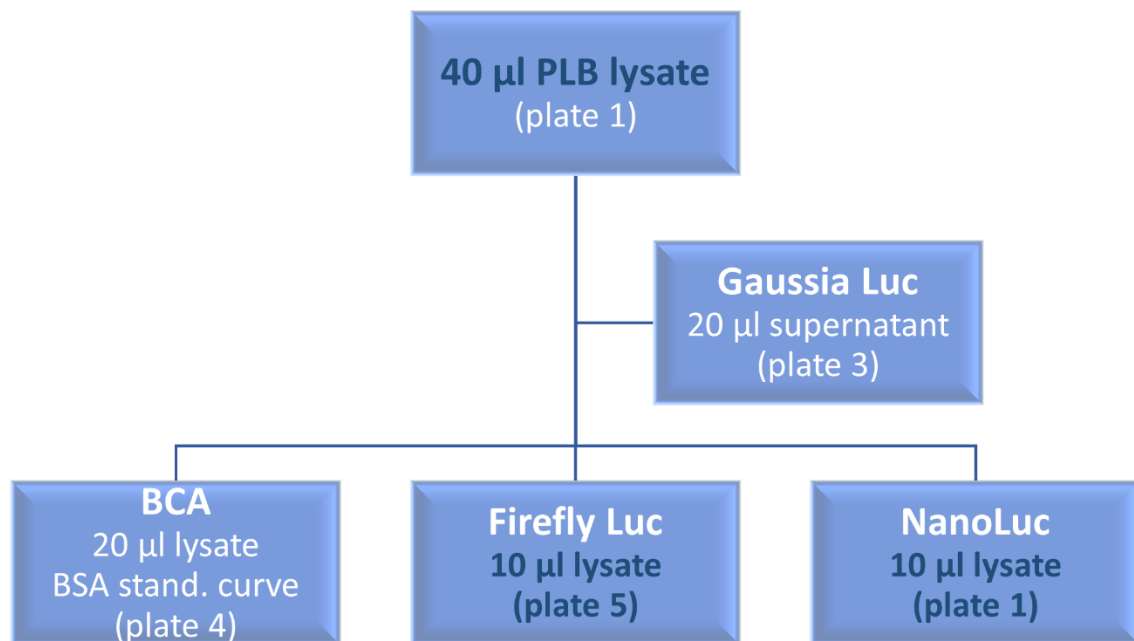 40 µl PLB lysate
(plate 1)
Gaussia Luc
20 µl supernatant
(plate 3)
BCA
20 µl lysate
BSA stand. curve
(plate 4)
Firefly Luc
10 µl lysate
(plate 5)
NanoLuc
10 µl lysate
(plate 1)